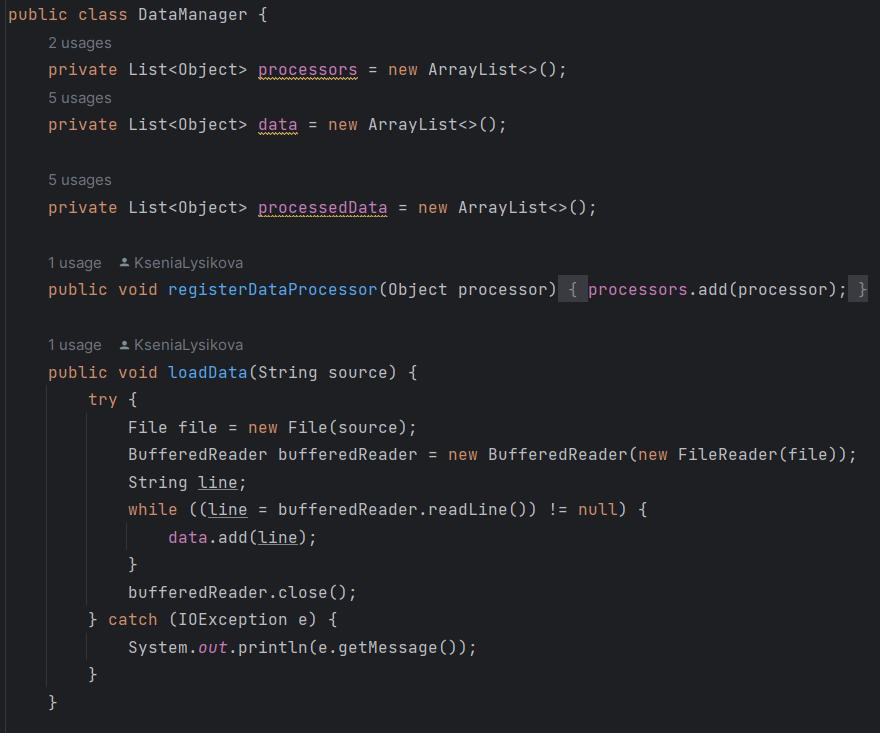 public class DataManager {
2 usages
private List<Object> processors = new ArrayList<>();
5 usages
private List<Object> data = new ArrayList<>();
5 usages
private List<Object> processedData = new ArrayList<>();
1 usage KseniaLysikova
public void registerDataProcessor(Object processor) { processors.add(processor); }
1 usage KseniaLysikova
public void loadData(String source) {
try {
File file = new File(source);
BufferedReader bufferedReader = new BufferedReader(new FileReader(file));
String line;
while ((line = bufferedReader.readLine()) != null) {
data.add(line);
}
bufferedReader.close();
} catch (IOException e) {
System.out.println(e.getMessage());
}
}